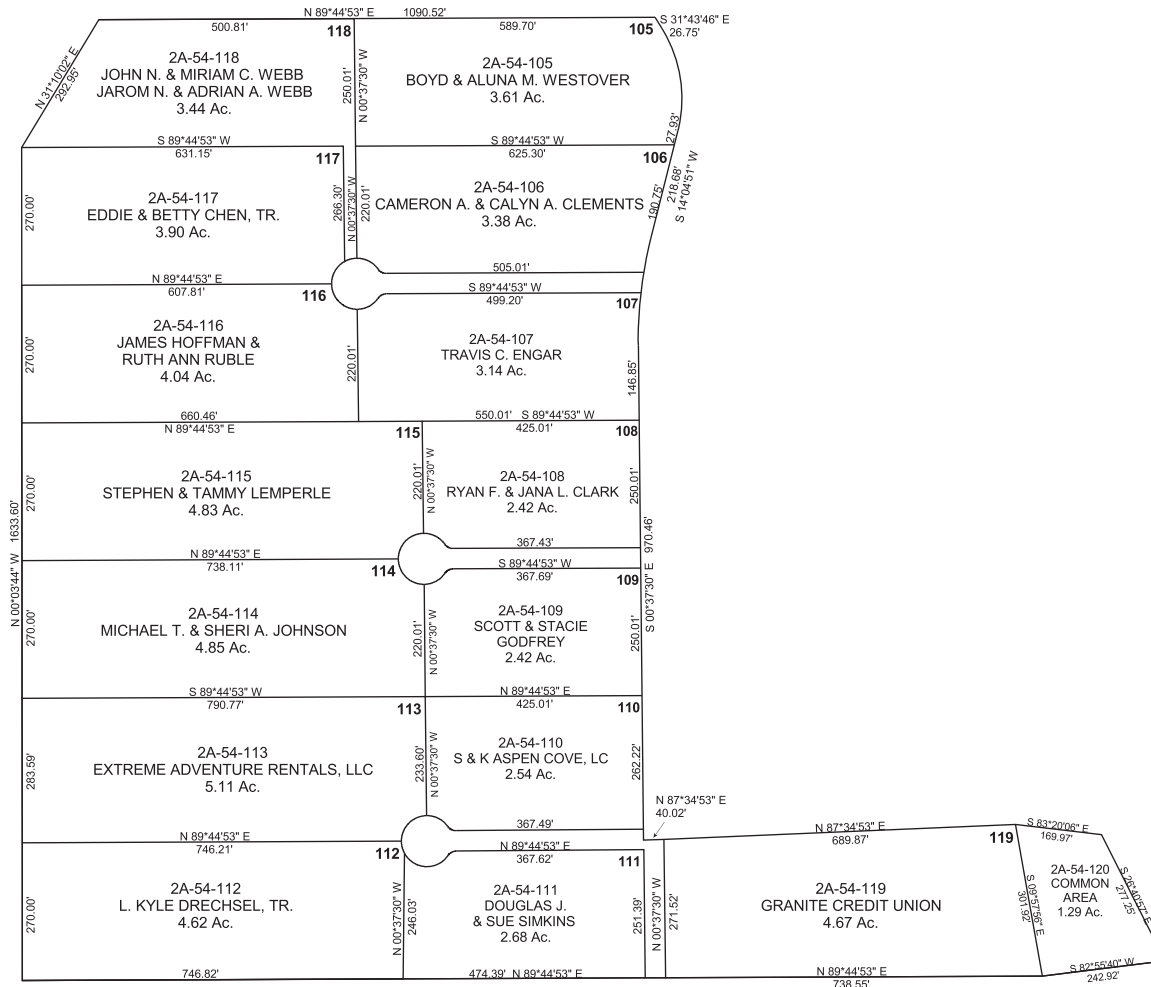 N 89*44'53" E 1090.52'
500.81'
118
589.70'
105
S 31*43'46" E
26.75'
N 31*10'02" E
292.95'
2A-54-118
JOHN N. & MIRIAM C. WEBB
JAROM N. & ADRIAN A. WEBB
3.44 Ac.
250.01'
N 00*37'30" W
2A-54-105
BOYD & ALUNA M. WESTOVER
3.61 Ac.
27.93'
S 89*44'53" W
631.15'
117
S 89*44'53" W
625.30'
106
218.68'
S 14*04'51" W
190.75'
270.00'
2A-54-117
EDDIE & BETTY CHEN, TR.
3.90 Ac.
266.30'
N 00*37'30" W
220.01'
2A-54-106
CAMERON A. & CALYN A. CLEMENTS
3.38 Ac.
N 89*44'53" E
607.81'
116
505.01'
S 89*44'53" W
499.20'
107
270.00'
2A-54-116
JAMES HOFFMAN &
RUTH ANN RUBLE
4.04 Ac.
220.01'
2A-54-107
TRAVIS C. ENGAR
3.14 Ac.
146.85'
660.46'
N 89*44'53" E
115
550.01' S 89*44'53" W
425.01'
108
270.00'
2A-54-115
STEPHEN & TAMMY LEMPERLE
4.83 Ac.
220.01'
N 00*37'30" W
2A-54-108
RYAN F. & JANA L. CLARK
2.42 Ac.
250.01'
N 00*03'44" W 1633.60'
N 89*44'53" E
738.11'
114
367.43'
S 89*44'53" W
367.69'
109
S 00*37'30" E 970.46'
270.00'
2A-54-114
MICHAEL T. & SHERI A. JOHNSON
4.85 Ac.
220.01'
N 00*37'30" W
2A-54-109
SCOTT & STACIE
GODFREY
2.42 Ac.
250.01'
S 89*44'53" W
790.77'
113
N 89*44'53" E
425.01'
110
283.59'
2A-54-113
EXTREME ADVENTURE RENTALS, LLC
5.11 Ac.
233.60'
N 00*37'30" W
2A-54-110
S & K ASPEN COVE, LC
2.54 Ac.
262.22'
N 87*34'53" E
40.02'
N 89*44'53" E
746.21'
112
367.49'
N 89*44'53" E
367.62'
111
N 87*34'53" E
689.87'
119
S 83*20'06" E
169.97'
270.00'
2A-54-112
L. KYLE DRECHSEL, TR.
4.62 Ac.
N 00*37'30" W
246.03'
2A-54-111
DOUGLAS J.
& SUE SIMKINS
2.68 Ac.
251.39'
N 00*37'30" W
271.52'
2A-54-119
GRANITE CREDIT UNION
4.67 Ac.
S 09*57'56" E
301.92'
2A-54-120
COMMON
AREA
1.29 Ac.
S 26*40'57" E
277.25'
746.82'
474.39' N 89*44'53" E
N 89*44'53" E
738.55'
S 82*55'40" W
242.92'